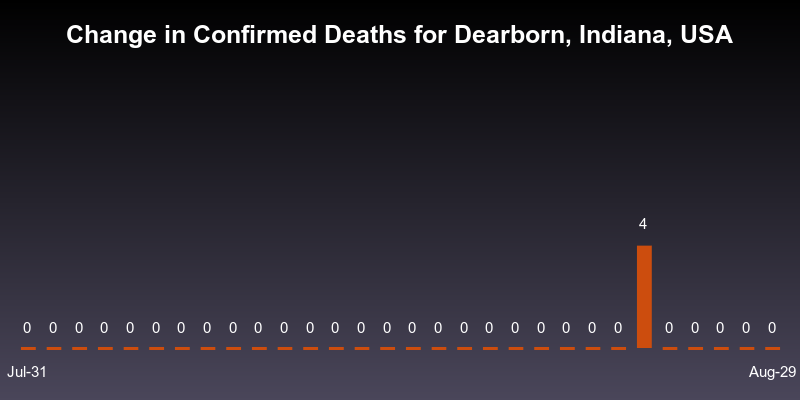 Change in Confirmed Deaths for Dearborn, Indiana, USA
4
0 0 0 0 0 0 0 0 0 0 0 0 0 0 0 0 0 0 0 0 0 0 0 0 0 0 0 0 0
Jul-31 Aug-29